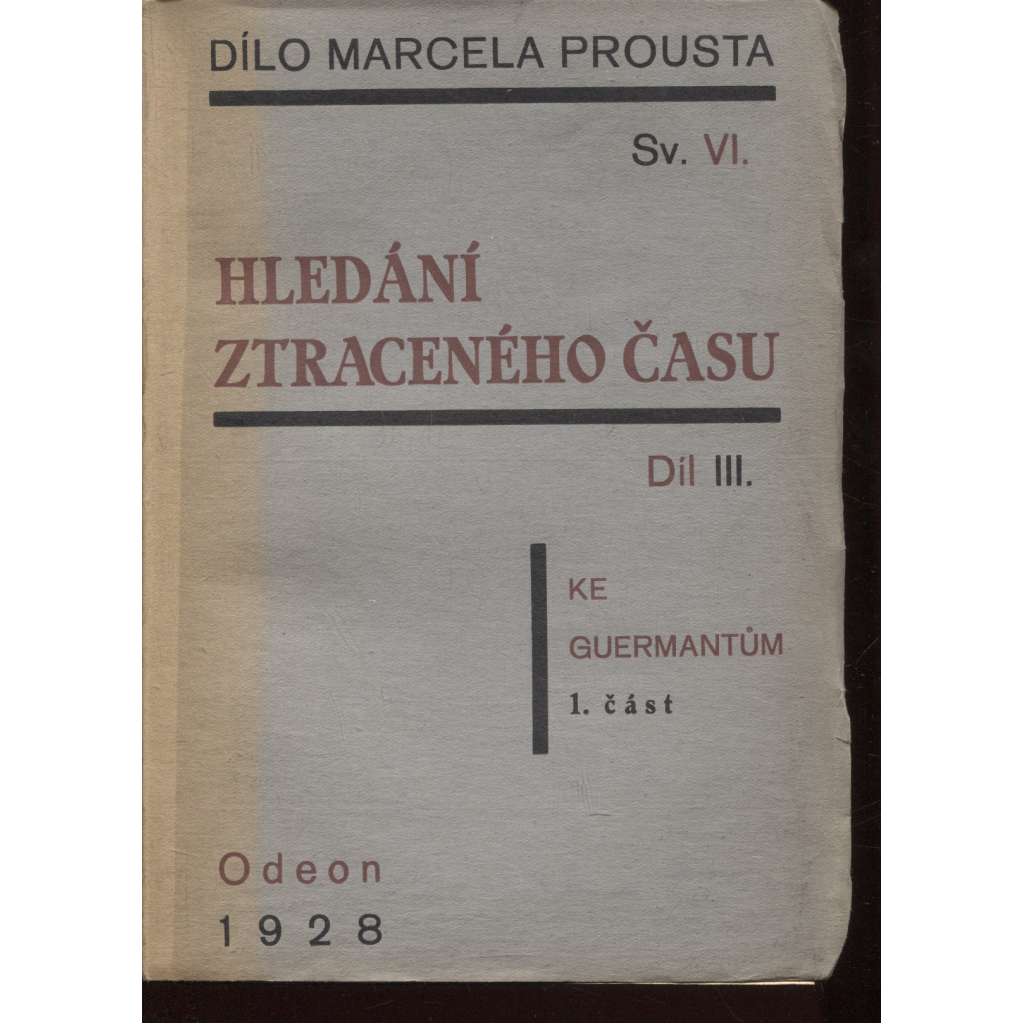 DÍLO MARCELA PROUSTA
Sv. VI.
HLEDÁNÍ
ZTRACENÉHO ČASU
Díl III.
KE
GUERMANTŮM
1. část
Odeon
1928